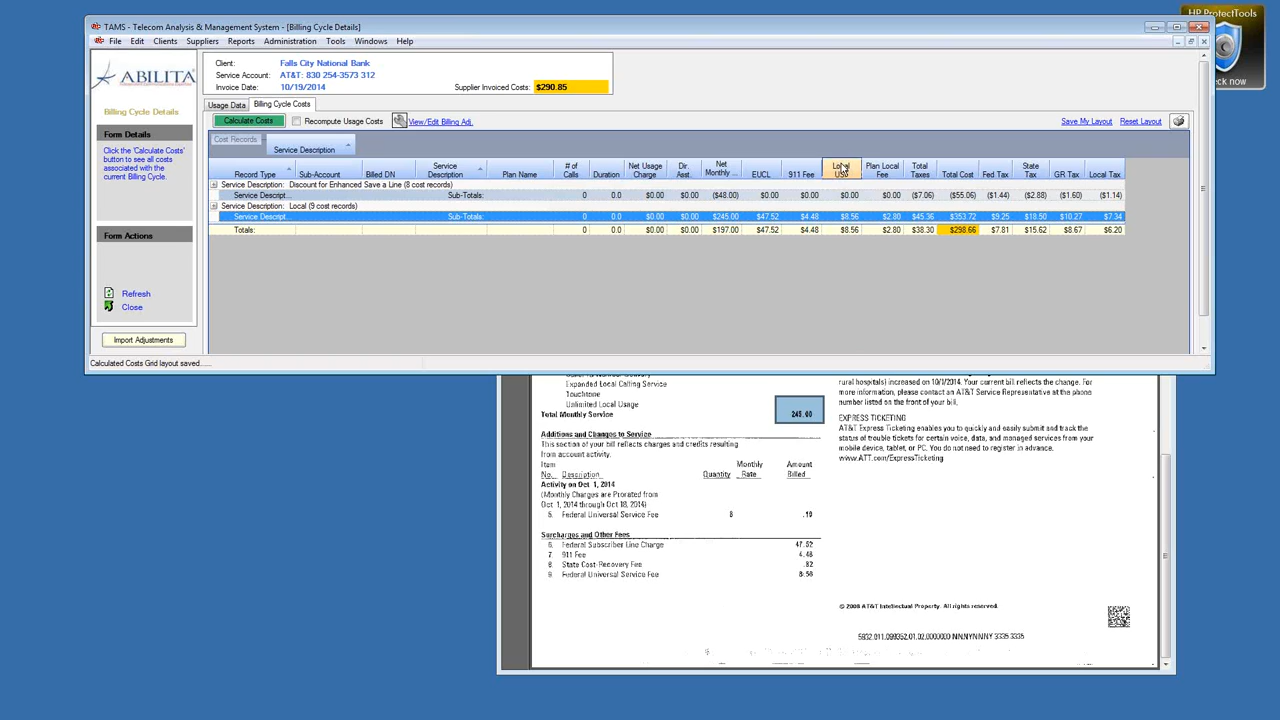 HP ProtectTools
TAMS - Telecom Analysis & Management System - [Billing Cycle Details]
File Edit Clients Suppliers Reports Administration Tools Windows Help
ABILITA
Billing Cycle Details
Form Details
Click the 'Calculate Costs'
button to see all costs
associated with the
current Billing Cycle.
Form Actions
Refresh
Close
Import Adjustments
Calculated Costs Grid layout saved......
Client: Falls City National Bank
Service Account: AT&T: 830 254-3573 312
Invoice Date: 10/19/2014 Supplier Invoiced Costs: $290.85
Usage Data Billing Cycle Costs
Calculate Costs Recompute Usage Costs View/Edit Billing Adj. Save My Layout Reset Layout
Cost Records Service Description
Record Type Sub-Account Billed DN Service Description Plan Name # of Calls Duration Net Usage Charge Dir. Asst. Net Monthly ... EUCL 911 Fee Local USF Plan Local Fee Total Taxes Total Cost Fed Tax State Tax GR Tax Local Tax
Service Description: Discount for Enhanced Save a Line (8 cost records)
Service Descript... Sub-Totals: 0 0.0 $0.00 $0.00 ($48.00) $0.00 $0.00 $0.00 $0.00 ($55.06) ($1.44) ($2.88) ($1.60) ($1.14)
Service Description: Local (9 cost records)
Service Descript... Sub-Totals: 0 0.0 $0.00 $0.00 $245.00 $47.52 $4.48 $8.56 $2.80 $45.36 $353.72 $9.25 $18.50 $10.27 $7.34
Totals: 0 0.0 $0.00 $0.00 $197.00 $47.52 $4.48 $8.56 $2.80 $38.30 $298.66 $7.81 $15.62 $8.67 $6.20
ck now
Expanded Local Calling Service
Touchtone
Unlimited Local Usage
Total Monthly Service 245.00
Additions and Changes to Service
This section of your bill reflects charges and credits resulting
from account activity.
Item Monthly Amount
No. Description Quantity Rate Billed
Activity on Oct 1, 2014
(Monthly Charges are Prorated from
Oct 1, 2014 through Oct 18, 2014)
5. Federal Universal Service Fee 8 .19
Surcharges and Other Fees
6. Federal Subscriber Line Charge 47.52
7. 911 Fee 4.48
8. State Cost-Recovery Fee .82
9. Federal Universal Service Fee 8.56
rural hospitals) increased on 10/1/2014. Your current bill reflects the change. For
more information, please contact an AT&T Service Representative at the phone
number listed on the front of your bill.
EXPRESS TICKETING
AT&T Express Ticketing enables you to quickly and easily submit and track the
status of trouble tickets for certain voice, data, and managed services from your
mobile device, tablet, or PC. You do not need to register in advance.
www.ATT.com/ExpressTicketing
© 2006 AT&T Intellectual Property. All rights reserved.